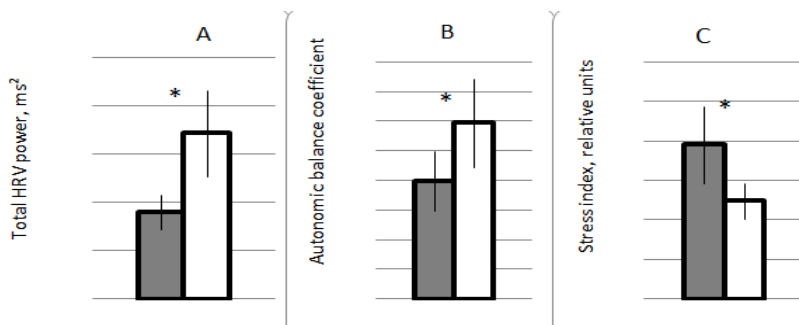 A
Total HRV power, ms²
*
B
Autonomic balance coefficient
*
C
Stress index, relative units
*